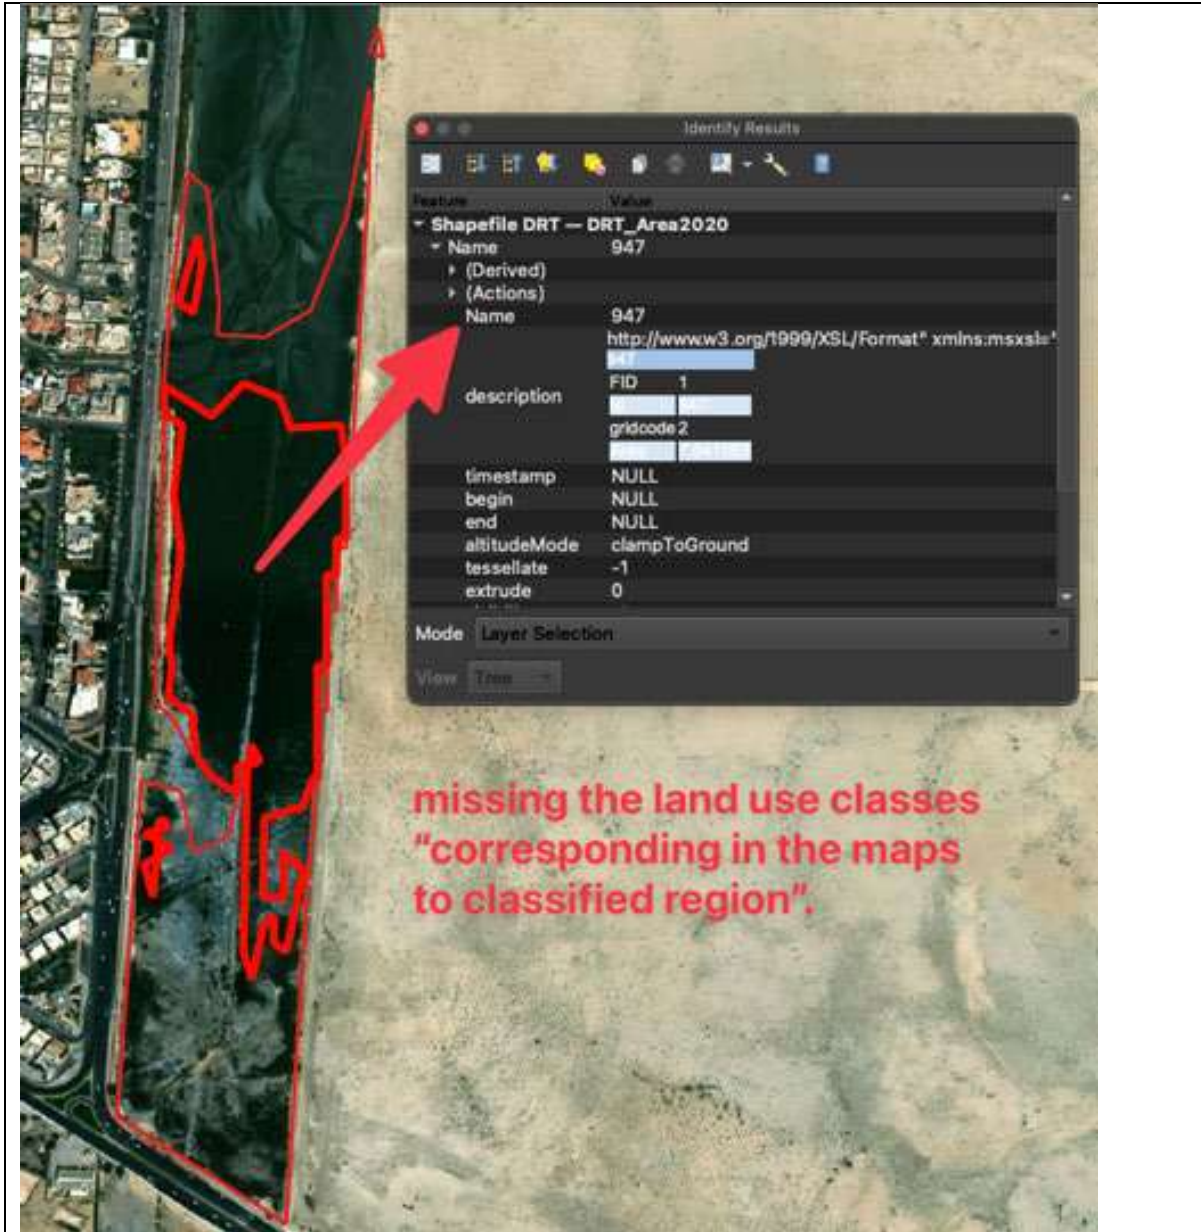 Identify Results
Feature Value
Shapefile DRT — DRT_Area2020
Name 947
(Derived)
(Actions)
Name 947
http://www.w3.org/1999/XSL/Format" xmlns:msxsl="
947
FID 1
description
gridcode 2
timestamp NULL
begin NULL
end NULL
altitudeMode clampToGround
tessellate -1
extrude 0
Mode Layer Selection
View Tree
missing the land use classes
"corresponding in the maps
to classified region".